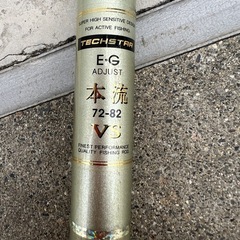 SUPER HIGH SENSITIVE DESIGN
FOR ACTIVE FISHING
TECHSTAR
E·G
ADJUST
本流
72-82
VS
FINEST PERFORMANCE
QUALITY FISHING ROD